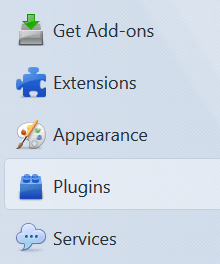 Get Add-ons
Extensions
Appearance
Plugins
Services